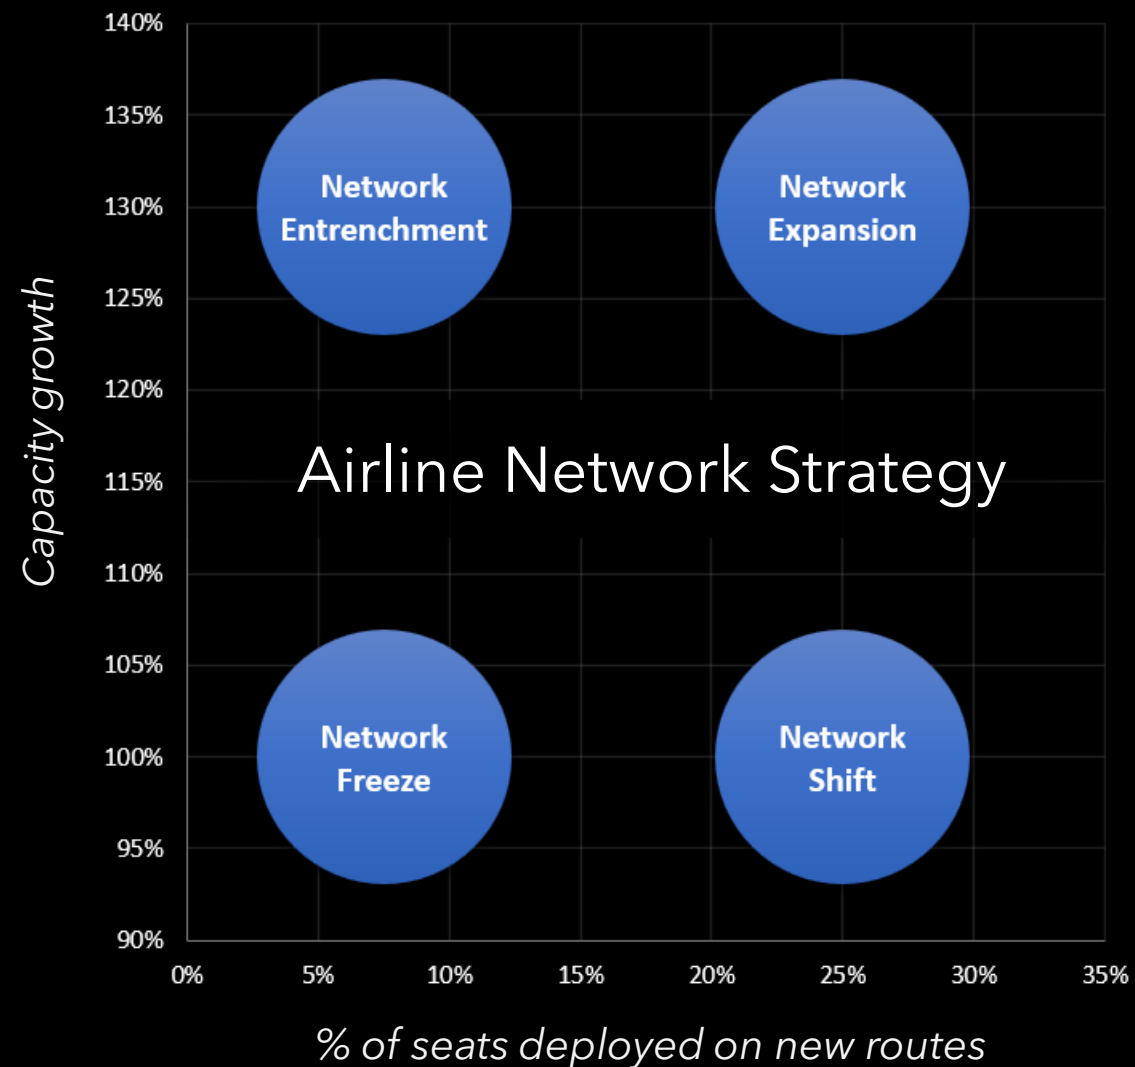 140%
135%
Network
Entrenchment
Network
Expansion
130%
125%
120%
Capacity growth
Airline Network Strategy
115%
110%
105%
Network
Freeze
Network
Shift
100%
95%
90%
0%
5%
10%
15%
20%
25%
30%
35%
% of seats deployed on new routes